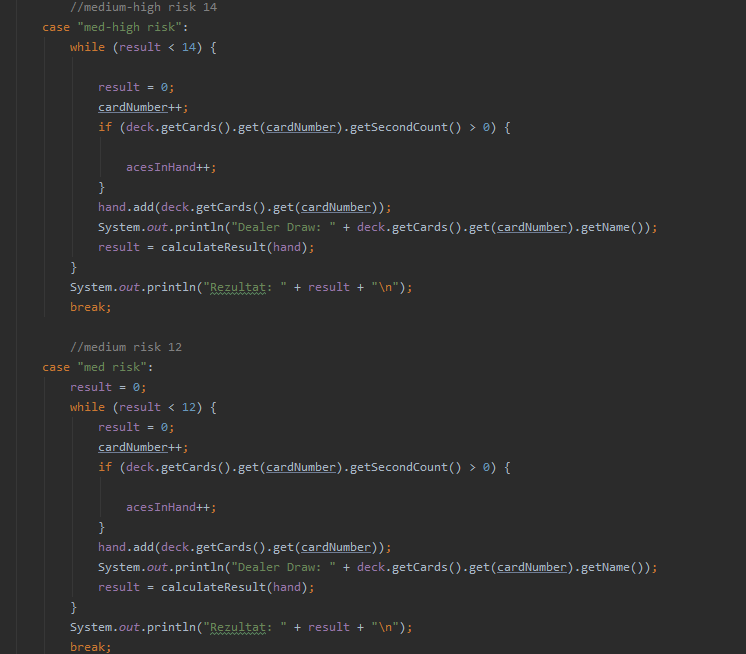 //medium-high risk 14
case "med-high risk":
while (result < 14) {
result = 0;
cardNumber++;
if (deck.getCards().get(cardNumber).getSecondCount() > 0) {
acesInHand++;
}
hand.add(deck.getCards().get(cardNumber));
System.out.println("Dealer Draw: " + deck.getCards().get(cardNumber).getName());
result = calculateResult(hand);
}
System.out.println("Rezultat: " + result + "\n");
break;
//medium risk 12
case "med risk":
result = 0;
while (result < 12) {
result = 0;
cardNumber++;
if (deck.getCards().get(cardNumber).getSecondCount() > 0) {
acesInHand++;
}
hand.add(deck.getCards().get(cardNumber));
System.out.println("Dealer Draw: " + deck.getCards().get(cardNumber).getName());
result = calculateResult(hand);
}
System.out.println("Rezultat: " + result + "\n");
break;